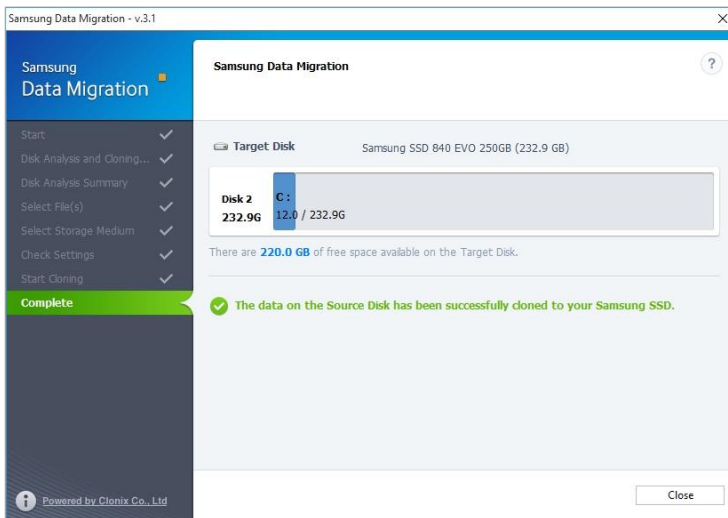 Samsung Data Migration - v.3.1
Samsung
Data Migration
Start
Disk Analysis and Cloning...
Disk Analysis Summary
Select File(s)
Select Storage Medium
Check Settings
Start Cloning
Complete
Powered by Clonix Co., Ltd
Samsung Data Migration
?
Target Disk Samsung SSD 840 EVO 250GB (232.9 GB)
Disk 2
232.9G
C :
12.0 / 232.9G
There are 220.0 GB of free space available on the Target Disk.
The data on the Source Disk has been successfully cloned to your Samsung SSD.
Close